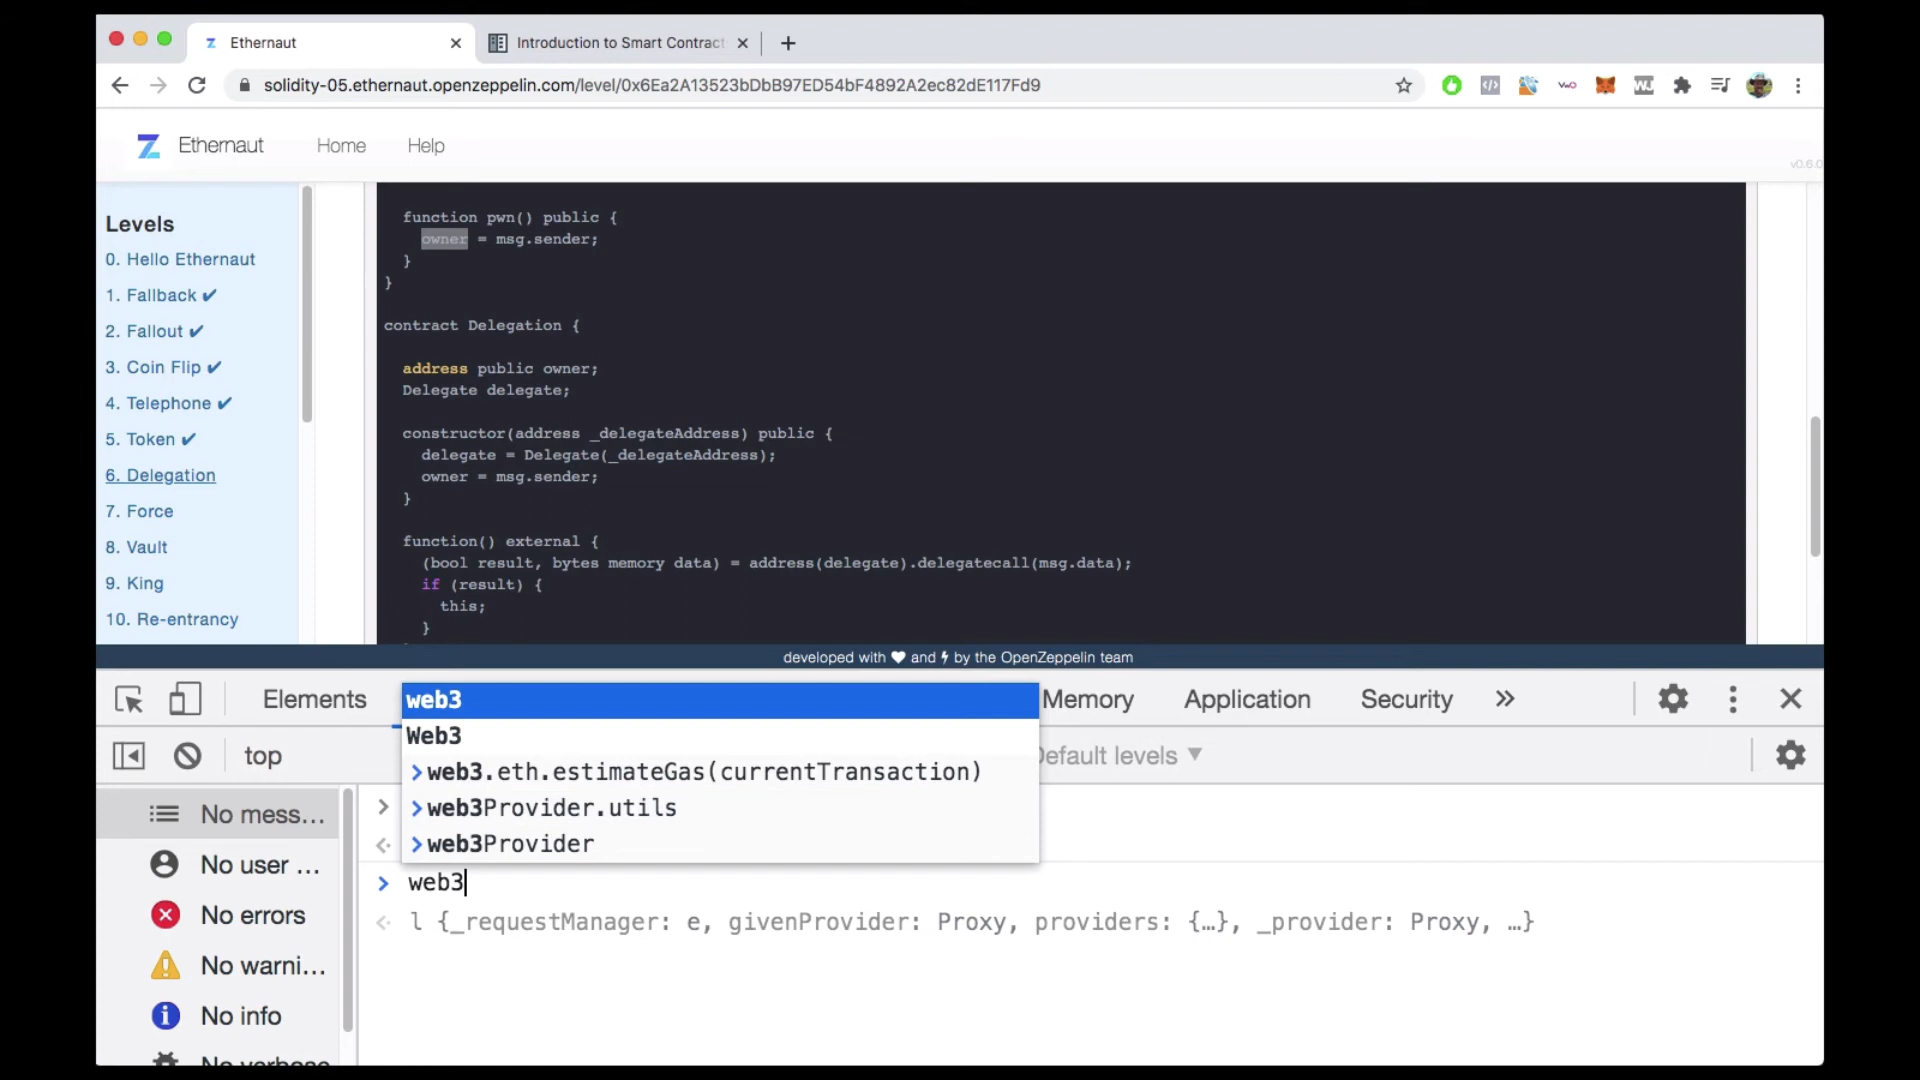 Ethernaut
Introduction to Smart Contract
solidity-05.ethernaut.openzeppelin.com/level/0x6Ea2A13523bDbB97ED54bF4892A2ec82dE117Fd9
Ethernaut
Home
Help
v0.6.0
Levels
0. Hello Ethernaut
1. Fallback ✔
2. Fallout ✔
3. Coin Flip ✔
4. Telephone ✔
5. Token ✔
6. Delegation
7. Force
8. Vault
9. King
10. Re-entrancy
function pwn() public {
owner = msg.sender;
}
}
contract Delegation {
address public owner;
Delegate delegate;
constructor(address _delegateAddress) public {
delegate = Delegate(_delegateAddress);
owner = msg.sender;
}
function() external {
(bool result, bytes memory data) = address(delegate).delegatecall(msg.data);
if (result) {
this;
}
developed with ♥ and ⚡ by the OpenZeppelin team
Elements
Memory
Application
Security
»
top
Default levels ▼
web3
Web3
>web3.eth.estimateGas(currentTransaction)
>web3Provider.utils
>web3Provider
No mess…
No user …
No errors
No warni…
No info
No verbose
> web3
l {_requestManager: e, givenProvider: Proxy, providers: {…}, _provider: Proxy, …}